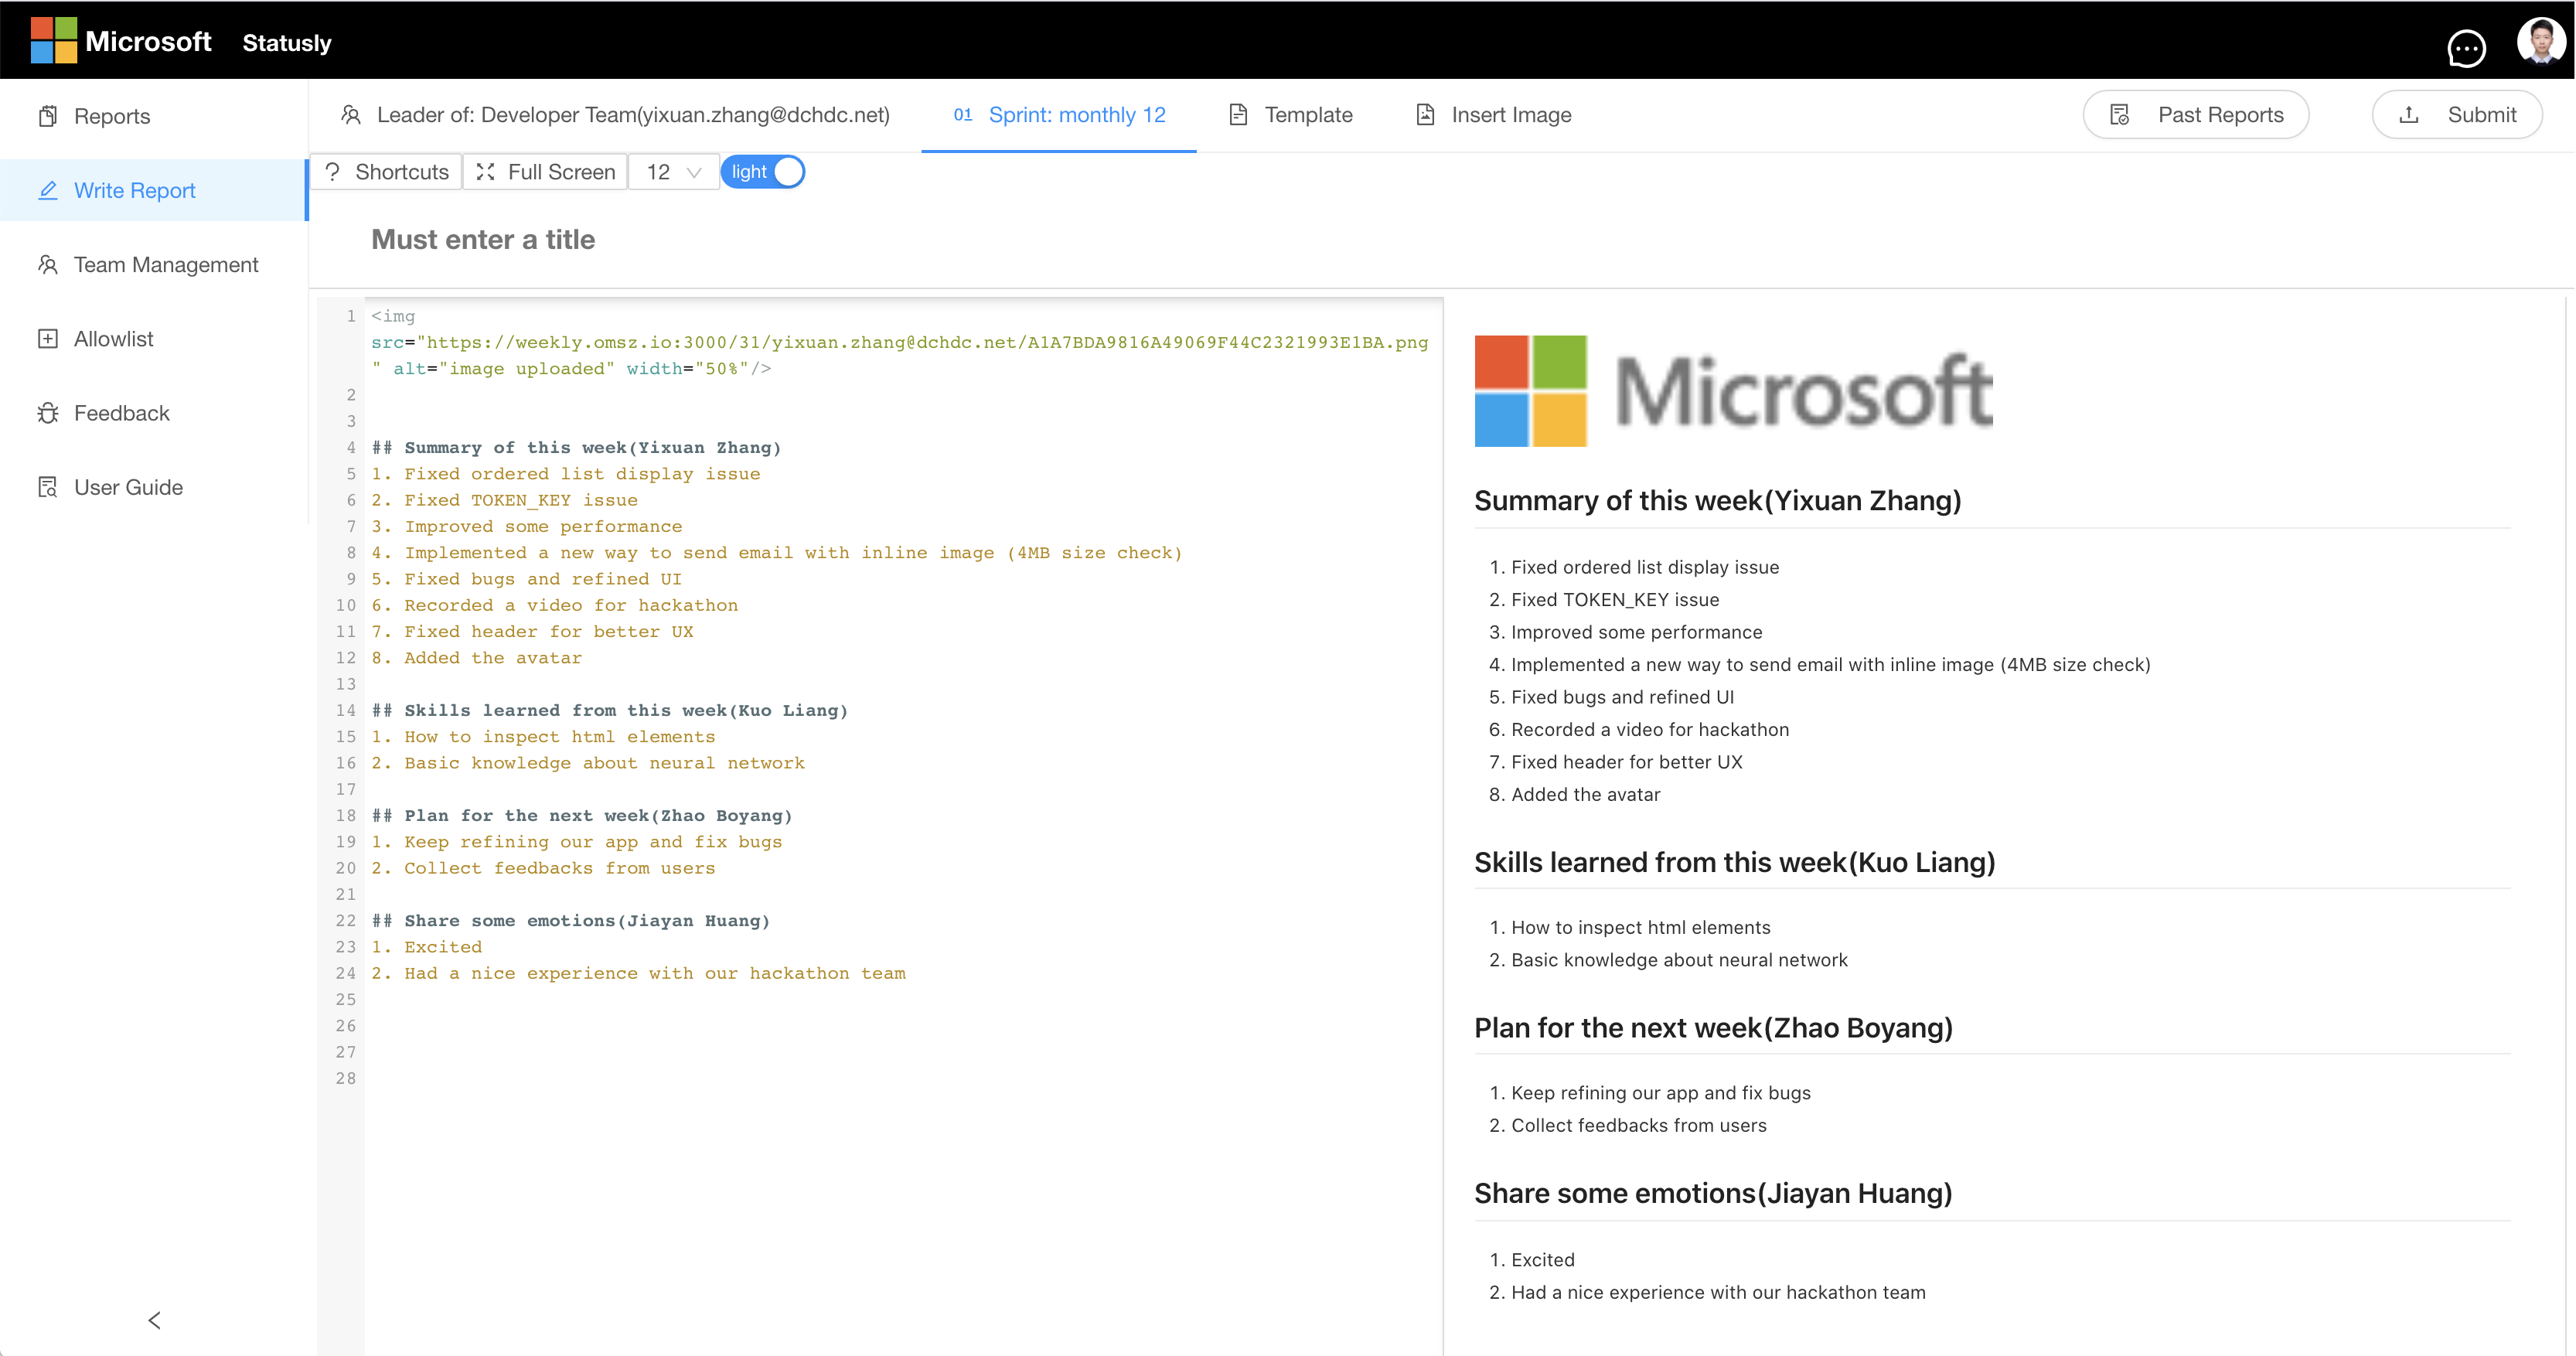 Microsoft Statusly
Reports
Write Report
Team Management
Allowlist
Feedback
User Guide
Leader of: Developer Team(yixuan.zhang@dchdc.net) 01 Sprint: monthly 12 Template Insert Image Past Reports Submit
? Shortcuts Full Screen 12 light
Must enter a title
1 <img
src="https://weekly.omsz.io:3000/31/yixuan.zhang@dchdc.net/A1A7BDA9816A49069F44C2321993E1BA.png
" alt="image uploaded" width="50%"/>
2
3
4 ## Summary of this week(Yixuan Zhang)
5 1. Fixed ordered list display issue
6 2. Fixed TOKEN_KEY issue
7 3. Improved some performance
8 4. Implemented a new way to send email with inline image (4MB size check)
9 5. Fixed bugs and refined UI
10 6. Recorded a video for hackathon
11 7. Fixed header for better UX
12 8. Added the avatar
13
14 ## Skills learned from this week(Kuo Liang)
15 1. How to inspect html elements
16 2. Basic knowledge about neural network
17
18 ## Plan for the next week(Zhao Boyang)
19 1. Keep refining our app and fix bugs
20 2. Collect feedbacks from users
21
22 ## Share some emotions(Jiayan Huang)
23 1. Excited
24 2. Had a nice experience with our hackathon team
25
26
27
28
Microsoft
Summary of this week(Yixuan Zhang)
1. Fixed ordered list display issue
2. Fixed TOKEN_KEY issue
3. Improved some performance
4. Implemented a new way to send email with inline image (4MB size check)
5. Fixed bugs and refined UI
6. Recorded a video for hackathon
7. Fixed header for better UX
8. Added the avatar
Skills learned from this week(Kuo Liang)
1. How to inspect html elements
2. Basic knowledge about neural network
Plan for the next week(Zhao Boyang)
1. Keep refining our app and fix bugs
2. Collect feedbacks from users
Share some emotions(Jiayan Huang)
1. Excited
2. Had a nice experience with our hackathon team